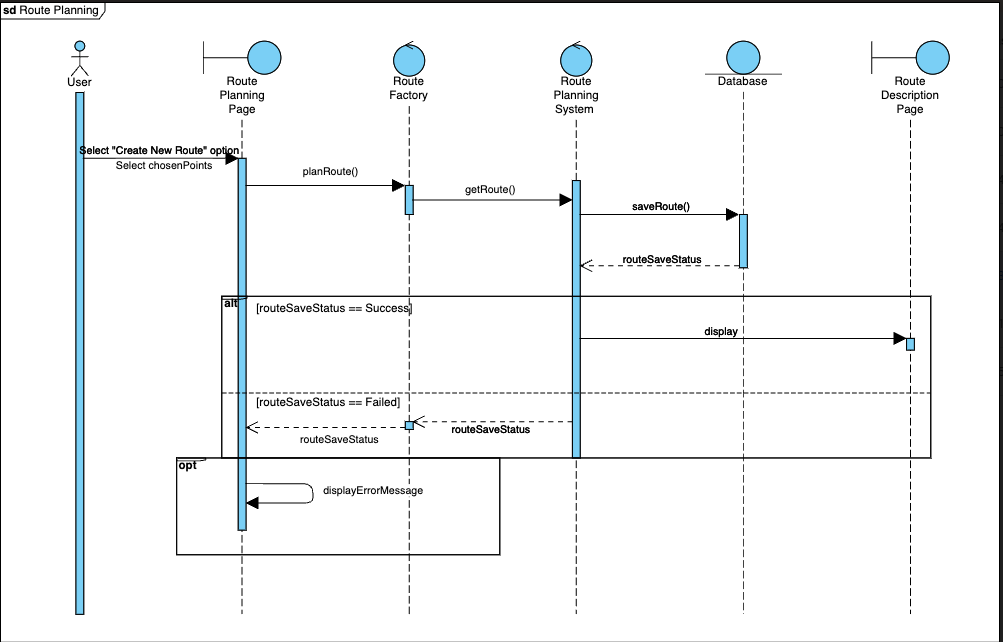 sd Route Planning
User
Route
Planning
Page
Route
Factory
Route
Planning
System
Database
Route
Description
Page
Select "Create New Route" option
Select chosenPoints
planRoute()
getRoute()
saveRoute()
routeSaveStatus
alt
[routeSaveStatus == Success]
display
[routeSaveStatus == Failed]
routeSaveStatus
routeSaveStatus
opt
displayErrorMessage